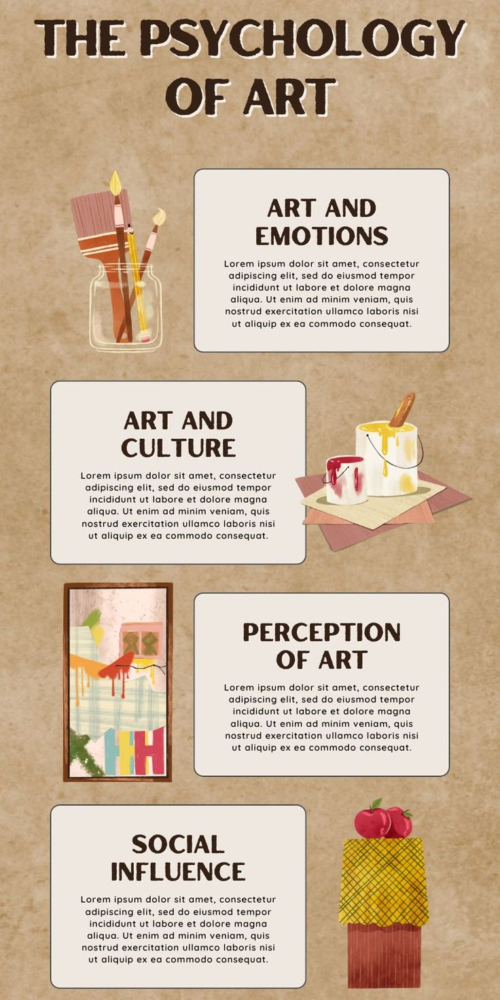 THE PSYCHOLOGY
OF ART
ART AND
EMOTIONS
Lorem ipsum dolor sit amet, consectetur
adipiscing elit, sed do eiusmod tempor
incididunt ut labore et dolore magna
aliqua. Ut enim ad minim veniam, quis
nostrud exercitation ullamco laboris nisi
ut aliquip ex ea commodo consequat.
ART AND
CULTURE
Lorem ipsum dolor sit amet, consectetur
adipiscing elit, sed do eiusmod tempor
incididunt ut labore et dolore magna
aliqua. Ut enim ad minim veniam, quis
nostrud exercitation ullamco laboris nisi
ut aliquip ex ea commodo consequat.
PERCEPTION
OF ART
Lorem ipsum dolor sit amet, consectetur
adipiscing elit, sed do eiusmod tempor
incididunt ut labore et dolore magna
aliqua. Ut enim ad minim veniam, quis
nostrud exercitation ullamco laboris nisi
ut aliquip ex ea commodo consequat.
SOCIAL
INFLUENCE
Lorem ipsum dolor sit amet, consectetur
adipiscing elit, sed do eiusmod tempor
incididunt ut labore et dolore magna
aliqua. Ut enim ad minim veniam, quis
nostrud exercitation ullamco laboris nisi
ut aliquip ex ea commodo consequat.